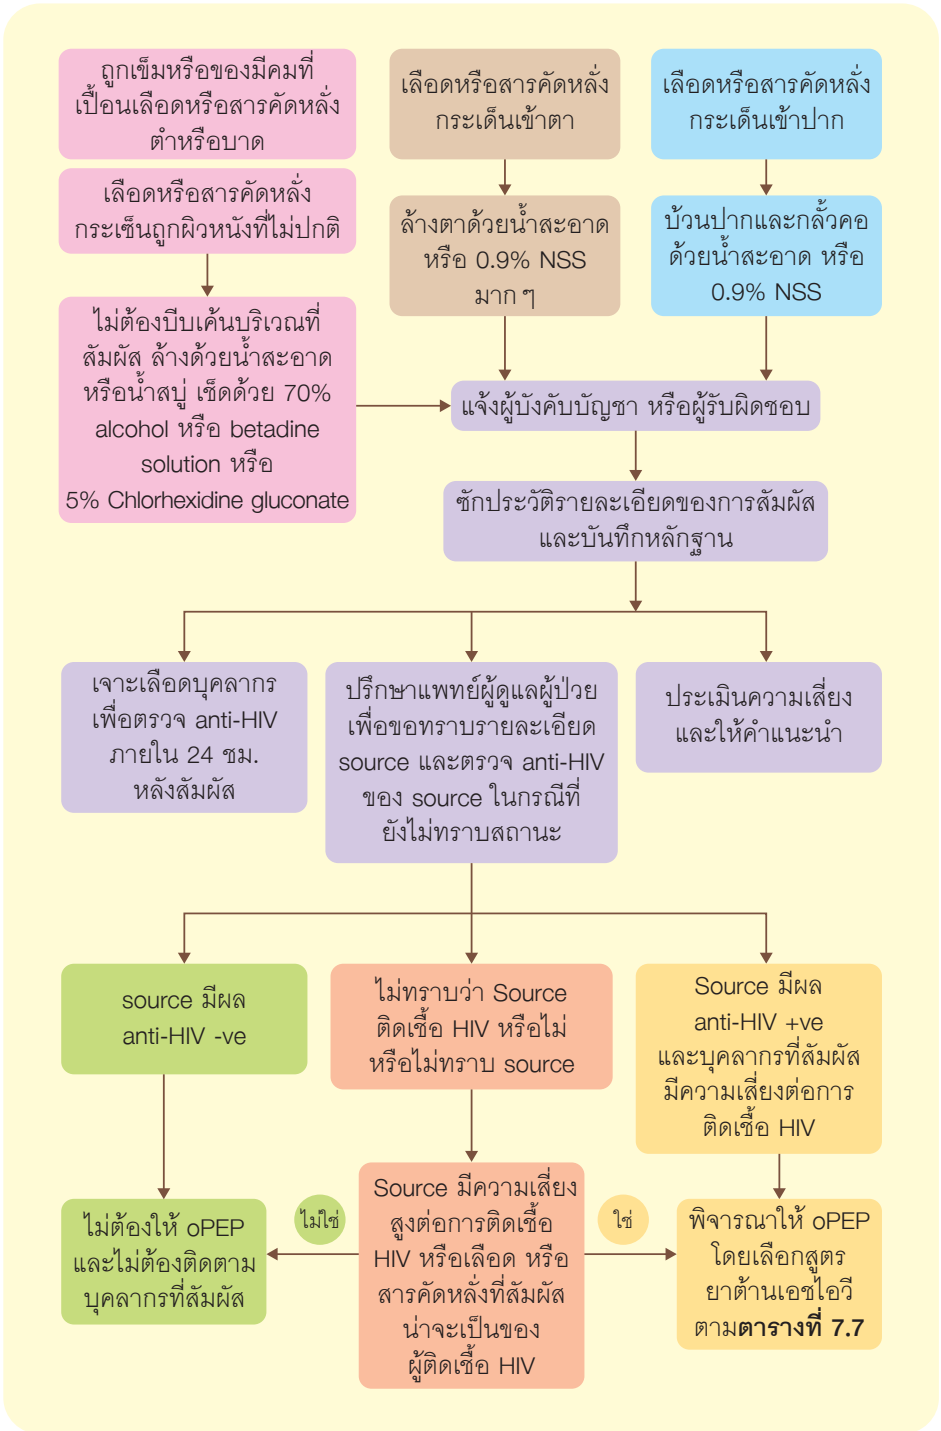 ถูกเข็มหรือของมีคมที่
เปื้อนเลือดหรือสารคัดหลั่ง
ตำหรือบาด
เลือดหรือสารคัดหลั่ง
กระเซ็นถูกผิวหนังที่ไม่ปกติ
ไม่ต้องบีบเค้นบริเวณที่
สัมผัส ล้างด้วยน้ำสะอาด
หรือน้ำสบู่ เช็ดด้วย 70%
alcohol หรือ betadine
solution หรือ
5% Chlorhexidine gluconate
เลือดหรือสารคัดหลั่ง
กระเด็นเข้าตา
ล้างตาด้วยน้ำสะอาด
หรือ 0.9% NSS
มาก ๆ
เลือดหรือสารคัดหลั่ง
กระเด็นเข้าปาก
บ้วนปากและกลั้วคอ
ด้วยน้ำสะอาด หรือ
0.9% NSS
แจ้งผู้บังคับบัญชา หรือผู้รับผิดชอบ
ซักประวัติรายละเอียดของการสัมผัส
และบันทึกหลักฐาน
เจาะเลือดบุคลากร
เพื่อตรวจ anti-HIV
ภายใน 24 ชม.
หลังสัมผัส
ปรึกษาแพทย์ผู้ดูแลผู้ป่วย
เพื่อขอทราบรายละเอียด
source และตรวจ anti-HIV
ของ source ในกรณีที่
ยังไม่ทราบสถานะ
ประเมินความเสี่ยง
และให้คำแนะนำ
source มีผล
anti-HIV -ve
ไม่ทราบว่า Source
ติดเชื้อ HIV หรือไม่
หรือไม่ทราบ source
Source มีผล
anti-HIV +ve
และบุคลากรที่สัมผัส
มีความเสี่ยงต่อการ
ติดเชื้อ HIV
ไม่ต้องให้ oPEP
และไม่ต้องติดตาม
บุคลากรที่สัมผัส
ไม่ใช่
Source มีความเสี่ยง
สูงต่อการติดเชื้อ
HIV หรือเลือด หรือ
สารคัดหลั่งที่สัมผัส
น่าจะเป็นของ
ผู้ติดเชื้อ HIV
ใช่
พิจารณาให้ oPEP
โดยเลือกสูตร
ยาต้านเอชไอวี
ตามตารางที่ 7.7